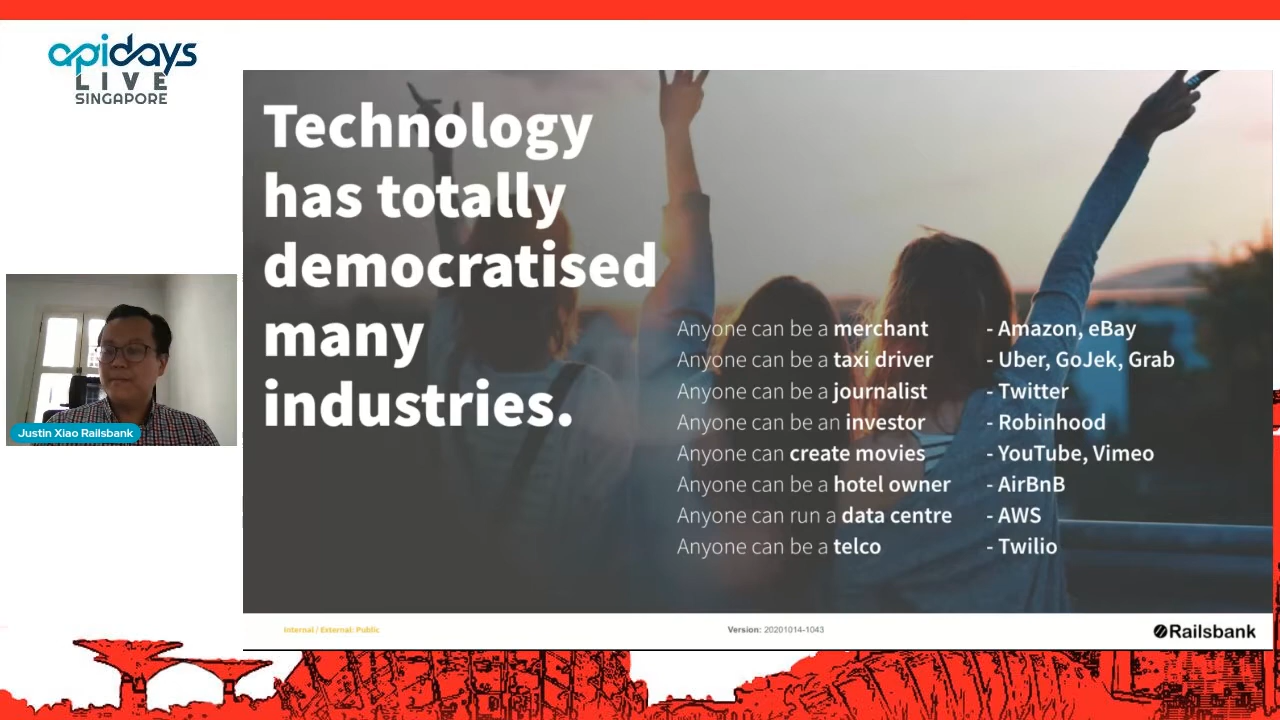 apidays
LIVE
SINGAPORE
Technology
has totally
democratised
many
industries.
Anyone can be a merchant - Amazon, eBay
Anyone can be a taxi driver - Uber, GoJek, Grab
Anyone can be a journalist - Twitter
Anyone can be an investor - Robinhood
Anyone can create movies - YouTube, Vimeo
Anyone can be a hotel owner - AirBnB
Anyone can run a data centre - AWS
Anyone can be a telco - Twilio
Justin Xiao Railsbank
Internal / External: Public
Version: 20201014-1043
Railsbank